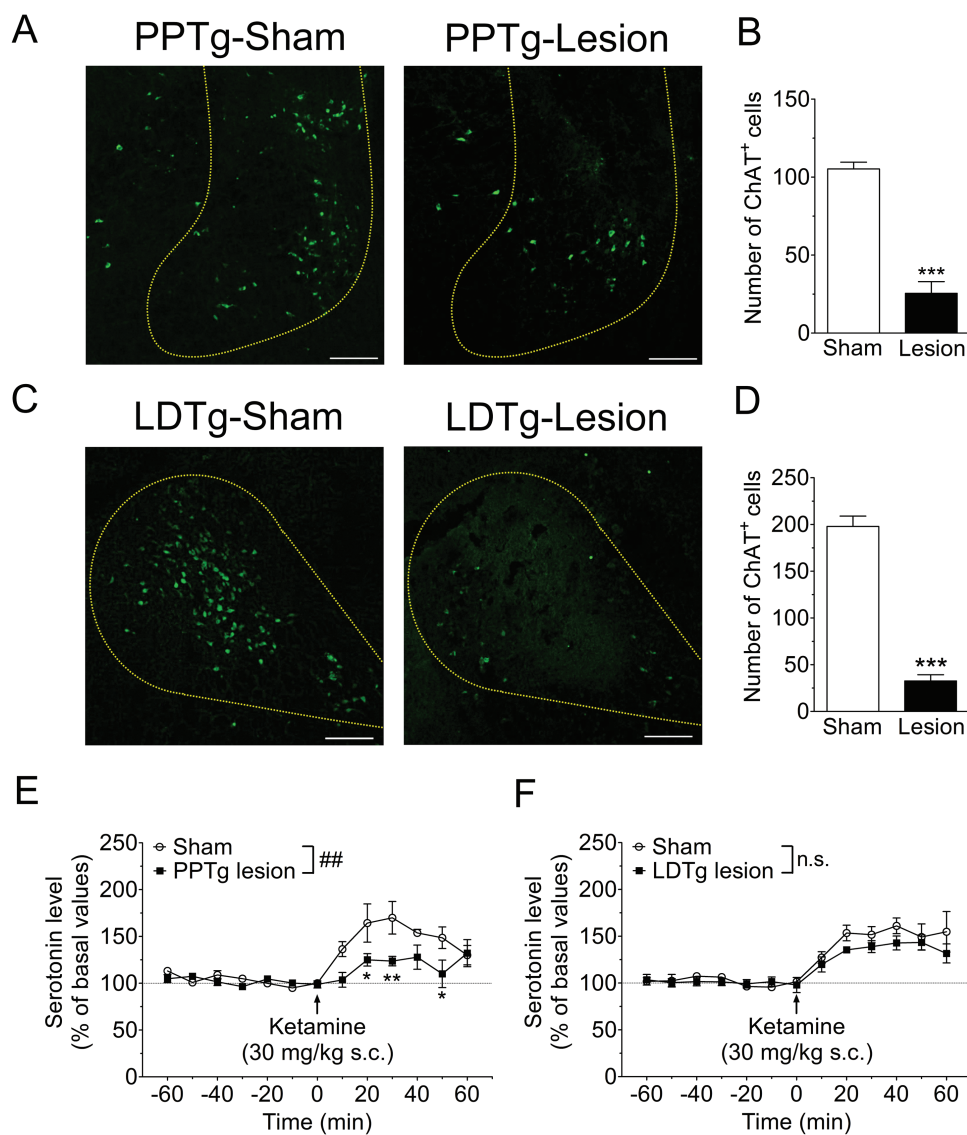 A
PPTg-Sham
PPTg-Lesion
B
Number of ChAT+ cells
150
100
50
0
***
Sham
Lesion
C
LDTg-Sham
LDTg-Lesion
D
Number of ChAT+ cells
250
200
150
100
50
0
***
Sham
Lesion
E
Serotonin level
(% of basal values)
250
200
150
100
50
0
Sham
PPTg lesion
##
*
**
*
Ketamine
(30 mg/kg s.c.)
-60 -40 -20 0 20 40 60
Time (min)
F
Serotonin level
(% of basal values)
250
200
150
100
50
0
Sham
LDTg lesion
n.s.
Ketamine
(30 mg/kg s.c.)
-60 -40 -20 0 20 40 60
Time (min)